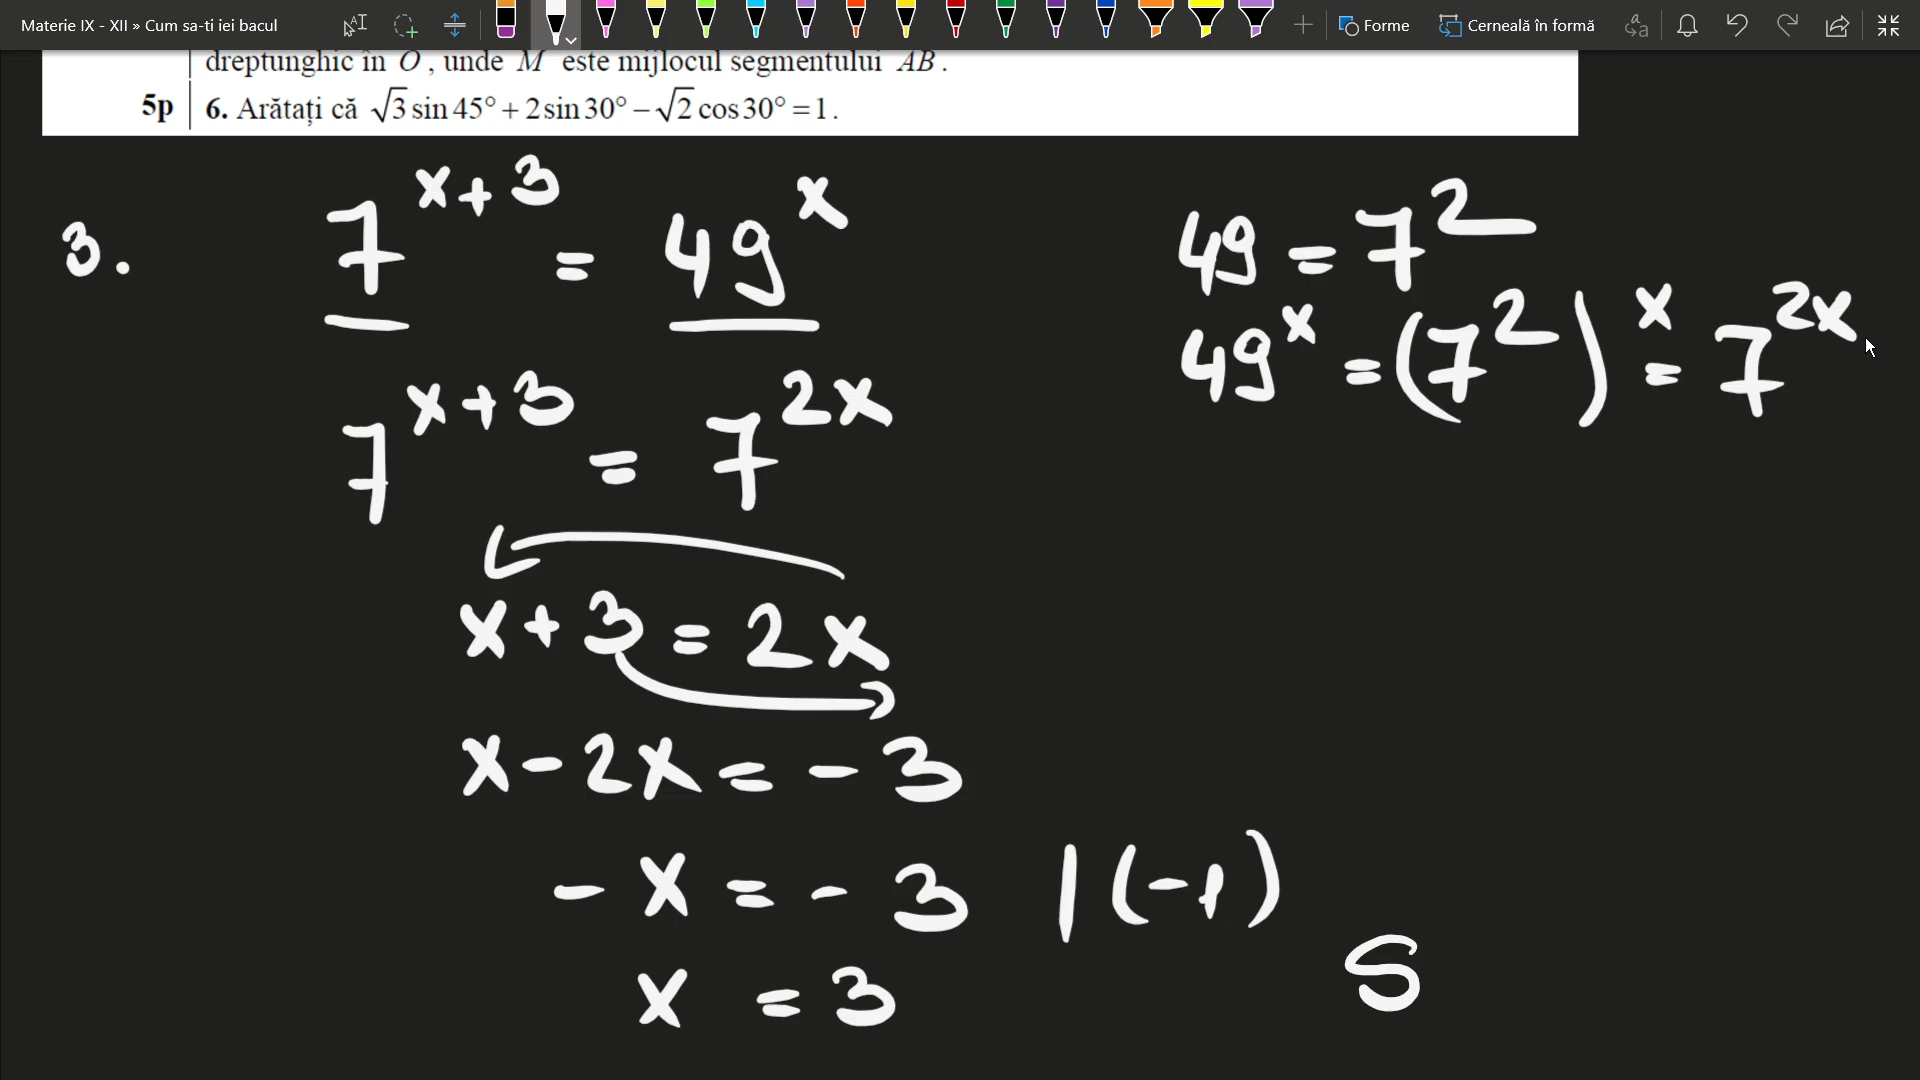 Materie IX - XII » Cum sa-ti iei bacul
Forme
Cerneală în formă
dreptunghic în O, unde M este mijlocul segmentului AB.
5p 6. Arătați că √3 sin 45° + 2 sin 30° − √2 cos 30° = 1.
3. 7^(x+3) = 49^x
49 = 7^2
49^x = (7^2)^x = 7^(2x)
7^(x+3) = 7^(2x)
x + 3 = 2x
x - 2x = - 3
- x = - 3 | (-1)
x = 3
S